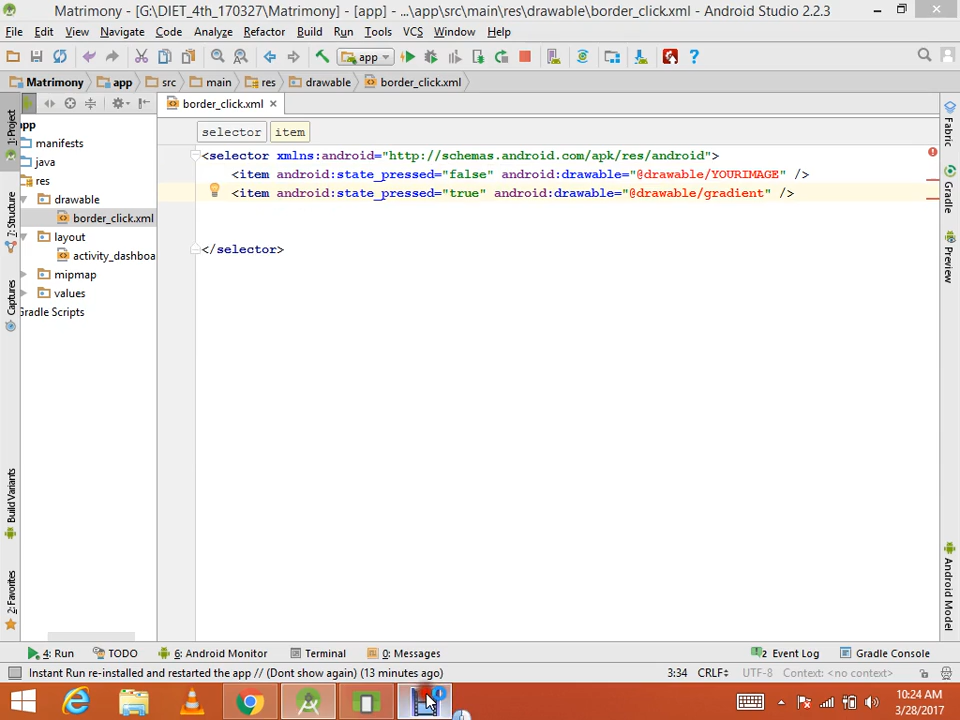 Matrimony - [G:\DIET_4th_170327\Matrimony] - [app] - ...\app\src\main\res\drawable\border_click.xml - Android Studio 2.2.3
File Edit View Navigate Code Analyze Refactor Build Run Tools VCS Window Help
app
Matrimony app src main res drawable border_click.xml
border_click.xml
1: Project
7: Structure
Captures
Build Variants
2: Favorites
app
manifests
java
res
drawable
border_click.xml
layout
activity_dashboa
mipmap
values
Gradle Scripts
selector item
<selector xmlns:android="http://schemas.android.com/apk/res/android">
<item android:state_pressed="false" android:drawable="@drawable/YOURIMAGE" />
<item android:state_pressed="true" android:drawable="@drawable/gradient" />
</selector>
Fabric
Gradle
Preview
Android Model
4: Run TODO 6: Android Monitor Terminal 0: Messages 2 Event Log Gradle Console
Instant Run re-installed and restarted the app // (Dont show again) (13 minutes ago) 3:34 CRLF UTF-8 Context: <no context>
10:24 AM
3/28/2017